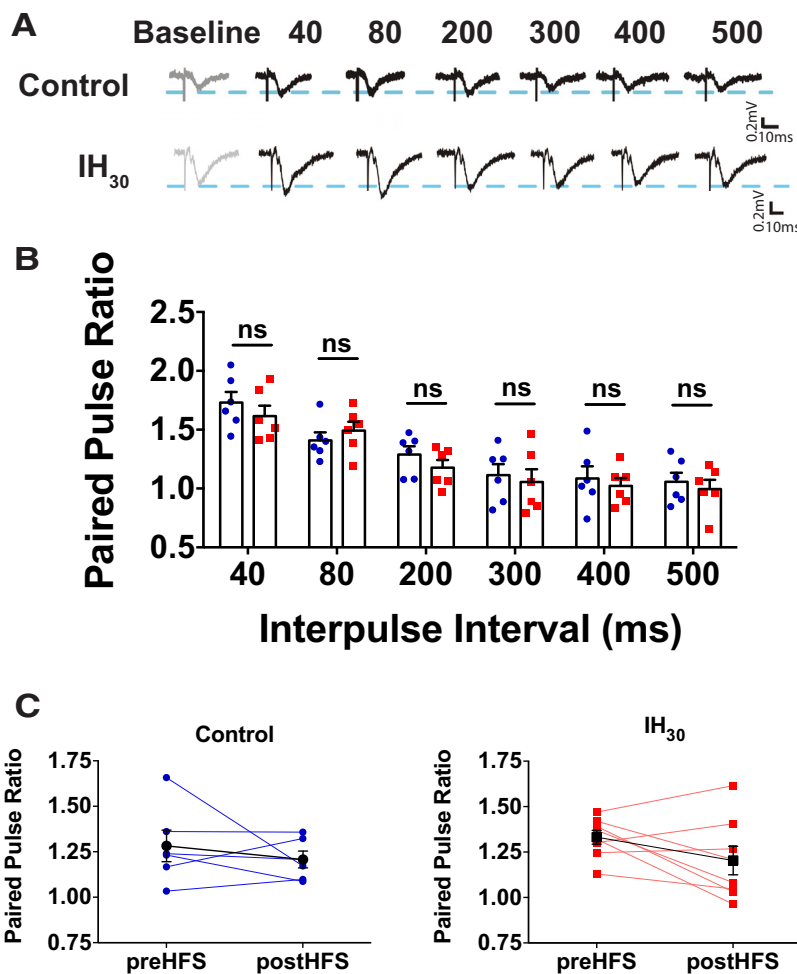 A
Baseline 40 80 200 300 400 500
Control
0.2mV
10ms
IH30
0.2mV
10ms
B
Paired Pulse Ratio
2.5
2.0
1.5
1.0
0.5
ns ns ns ns ns ns
40 80 200 300 400 500
Interpulse Interval (ms)
C
Control
Paired Pulse Ratio
1.75
1.50
1.25
1.00
0.75
preHFS postHFS
IH30
Paired Pulse Ratio
1.75
1.50
1.25
1.00
0.75
preHFS postHFS